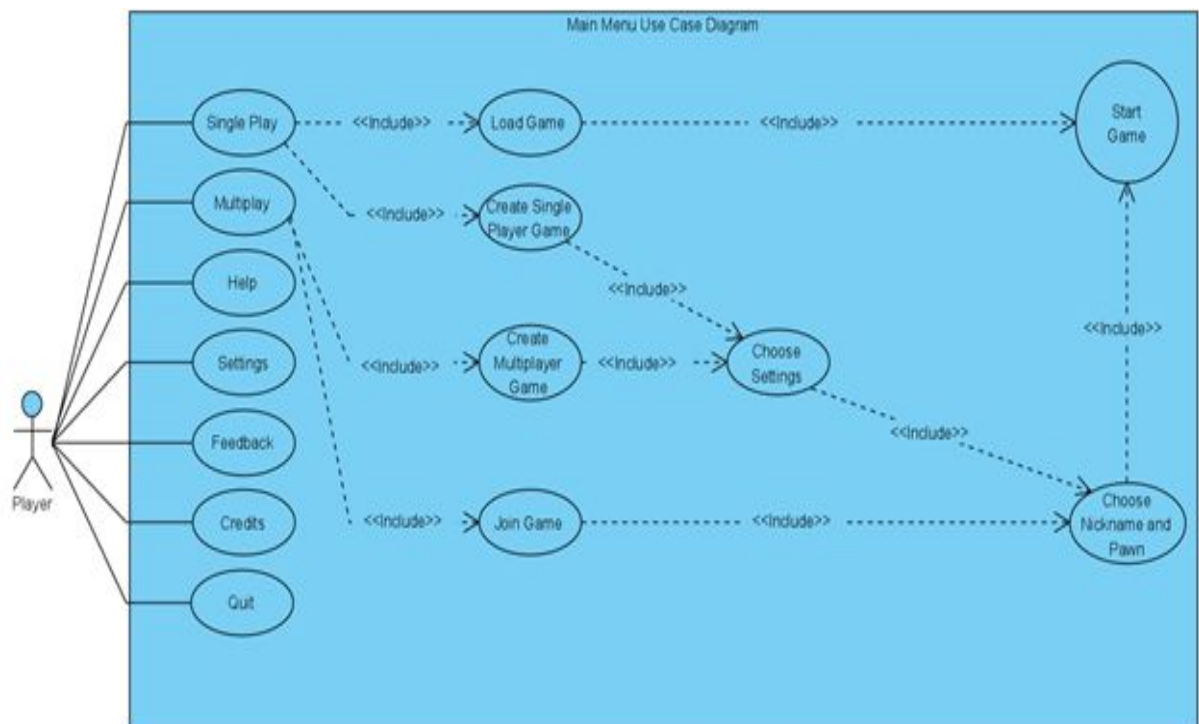 Main Menu Use Case Diagram
Single Play
<<Include>>
Load Game
<<Include>>
Start
Game
Multiplay
<<Include>>
Create Single
Player Game
Help
<<Include>>
<<Include>>
Settings
<<Include>>
Create
Multiplayer
Game
<<Include>>
Choose
Settings
Feedback
<<Include>>
Player
Credits
<<Include>>
Join Game
<<Include>>
Choose
Nickname and
Pawn
Quit